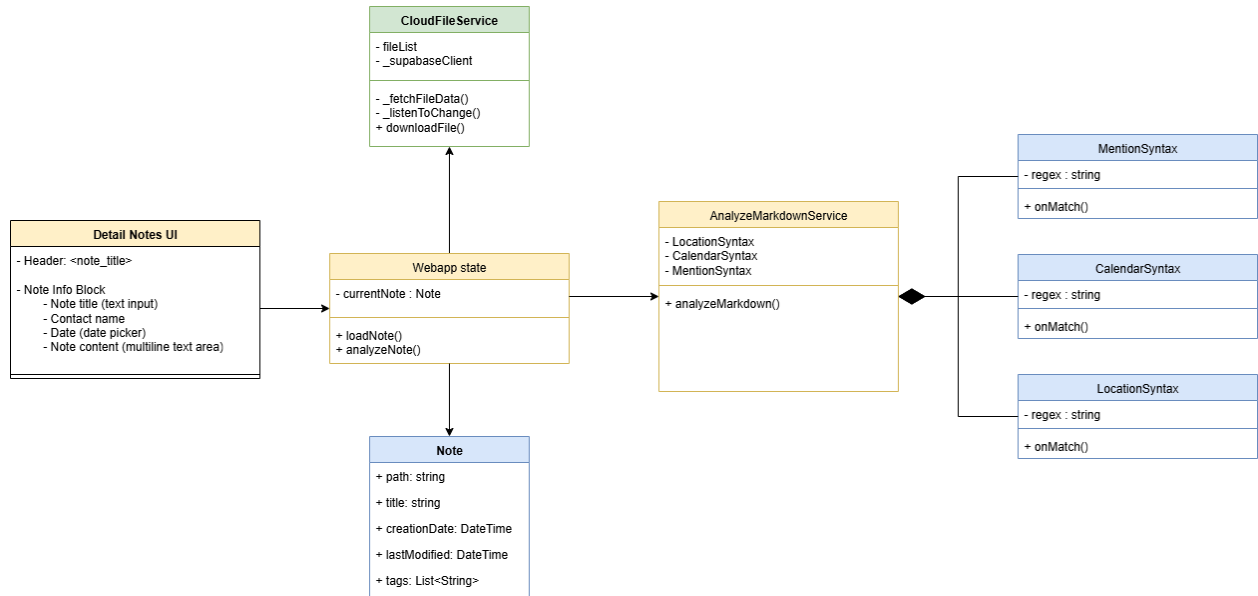 CloudFileService
- fileList
- _supabaseClient
- _fetchFileData()
- _listenToChange()
+ downloadFile()
Detail Notes UI
- Header: <note_title>
- Note Info Block
- Note title (text input)
- Contact name
- Date (date picker)
- Note content (multiline text area)
Webapp state
- currentNote : Note
+ loadNote()
+ analyzeNote()
Note
+ path: string
+ title: string
+ creationDate: DateTime
+ lastModified: DateTime
+ tags: List<String>
AnalyzeMarkdownService
- LocationSyntax
- CalendarSyntax
- MentionSyntax
+ analyzeMarkdown()
MentionSyntax
- regex : string
+ onMatch()
CalendarSyntax
- regex : string
+ onMatch()
LocationSyntax
- regex : string
+ onMatch()